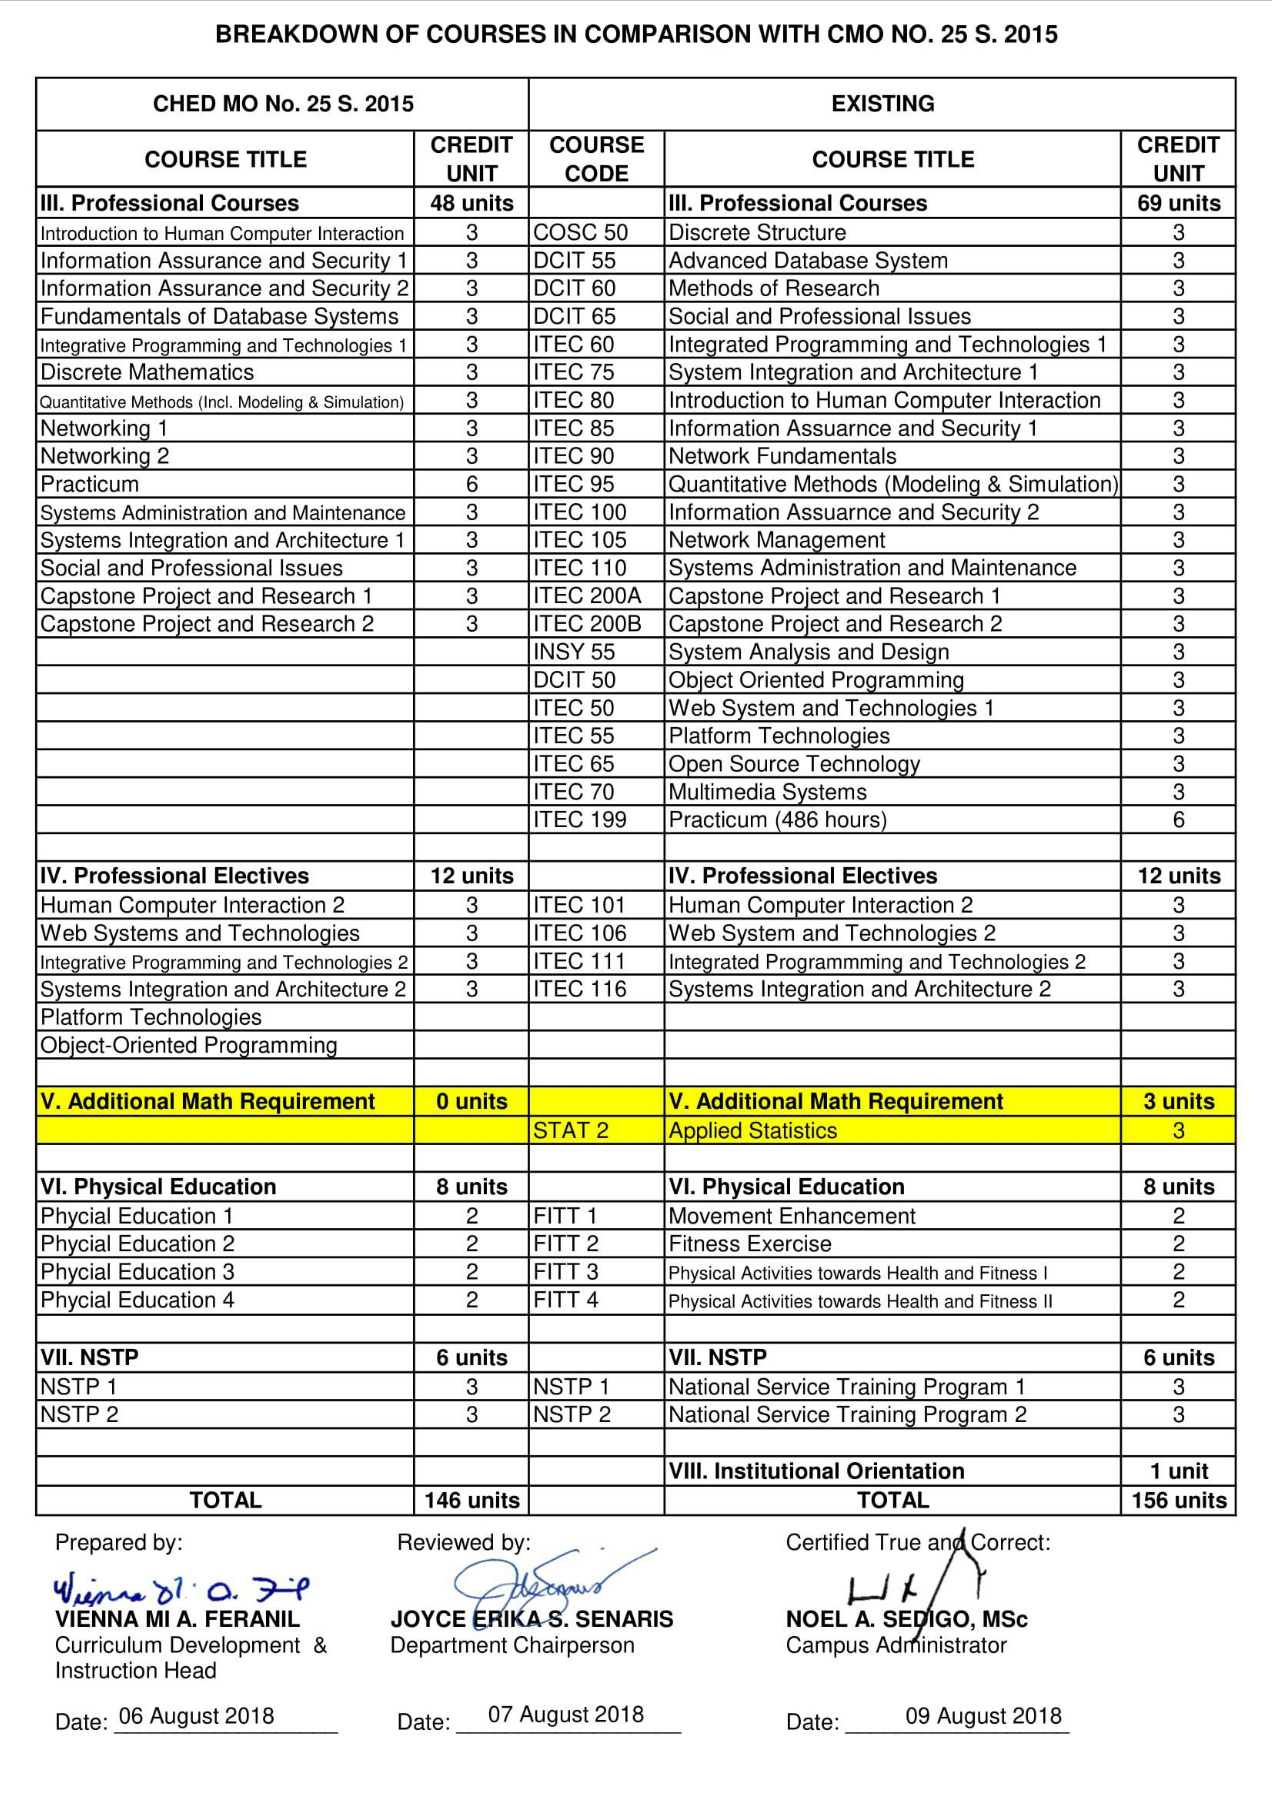 BREAKDOWN OF COURSES IN COMPARISON WITH CMO NO. 25 S. 2015
CHED MO No. 25 S. 2015 EXISTING
COURSE TITLE CREDIT UNIT COURSE CODE COURSE TITLE CREDIT UNIT
III. Professional Courses 48 units III. Professional Courses 69 units
Introduction to Human Computer Interaction 3 COSC 50 Discrete Structure 3
Information Assurance and Security 1 3 DCIT 55 Advanced Database System 3
Information Assurance and Security 2 3 DCIT 60 Methods of Research 3
Fundamentals of Database Systems 3 DCIT 65 Social and Professional Issues 3
Integrative Programming and Technologies 1 3 ITEC 60 Integrated Programming and Technologies 1 3
Discrete Mathematics 3 ITEC 75 System Integration and Architecture 1 3
Quantitative Methods (Incl. Modeling & Simulation) 3 ITEC 80 Introduction to Human Computer Interaction 3
Networking 1 3 ITEC 85 Information Assuarnce and Security 1 3
Networking 2 3 ITEC 90 Network Fundamentals 3
Practicum 6 ITEC 95 Quantitative Methods (Modeling & Simulation) 3
Systems Administration and Maintenance 3 ITEC 100 Information Assuarnce and Security 2 3
Systems Integration and Architecture 1 3 ITEC 105 Network Management 3
Social and Professional Issues 3 ITEC 110 Systems Administration and Maintenance 3
Capstone Project and Research 1 3 ITEC 200A Capstone Project and Research 1 3
Capstone Project and Research 2 3 ITEC 200B Capstone Project and Research 2 3
INSY 55 System Analysis and Design 3
DCIT 50 Object Oriented Programming 3
ITEC 50 Web System and Technologies 1 3
ITEC 55 Platform Technologies 3
ITEC 65 Open Source Technology 3
ITEC 70 Multimedia Systems 3
ITEC 199 Practicum (486 hours) 6
IV. Professional Electives 12 units IV. Professional Electives 12 units
Human Computer Interaction 2 3 ITEC 101 Human Computer Interaction 2 3
Web Systems and Technologies 3 ITEC 106 Web System and Technologies 2 3
Integrative Programming and Technologies 2 3 ITEC 111 Integrated Programmming and Technologies 2 3
Systems Integration and Architecture 2 3 ITEC 116 Systems Integration and Architecture 2 3
Platform Technologies
Object-Oriented Programming
V. Additional Math Requirement 0 units V. Additional Math Requirement 3 units
STAT 2 Applied Statistics 3
VI. Physical Education 8 units VI. Physical Education 8 units
Phycial Education 1 2 FITT 1 Movement Enhancement 2
Phycial Education 2 2 FITT 2 Fitness Exercise 2
Phycial Education 3 2 FITT 3 Physical Activities towards Health and Fitness I 2
Phycial Education 4 2 FITT 4 Physical Activities towards Health and Fitness II 2
VII. NSTP 6 units VII. NSTP 6 units
NSTP 1 3 NSTP 1 National Service Training Program 1 3
NSTP 2 3 NSTP 2 National Service Training Program 2 3
VIII. Institutional Orientation 1 unit
TOTAL 146 units TOTAL 156 units
Prepared by: Reviewed by: Certified True and Correct:
VIENNA MI A. FERANIL JOYCE ERIKA S. SENARIS NOEL A. SEDIGO, MSc
Curriculum Development & Department Chairperson Campus Administrator
Instruction Head
Date: 06 August 2018 Date: 07 August 2018 Date: 09 August 2018